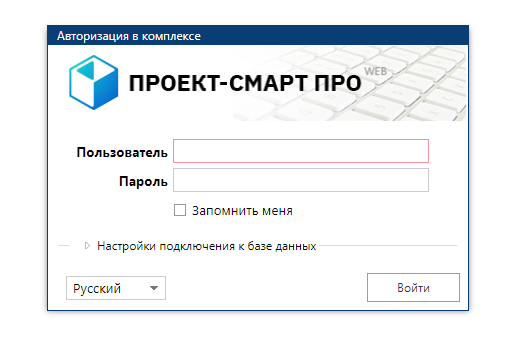 Авторизация в комплексе
ПРОЕКТ-СМАРТ ПРО WEB
Пользователь
Пароль
Запомнить меня
Настройки подключения к базе данных
Русский
Войти